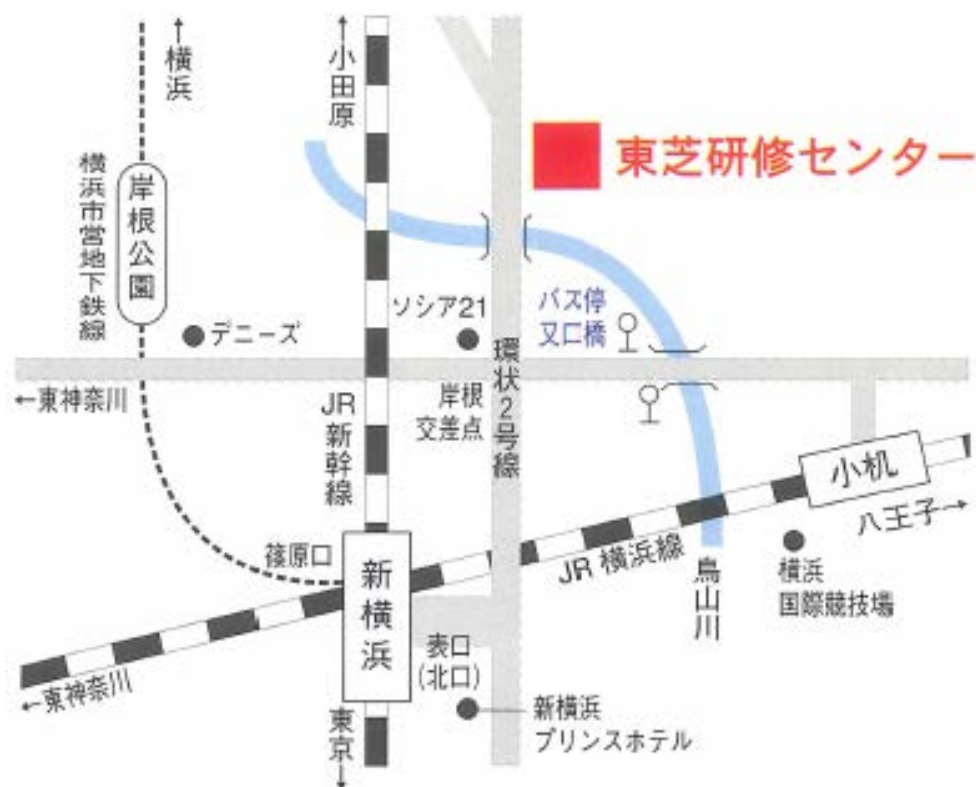 ↑横浜
↑小田原
東芝研修センター
横浜市営地下鉄線
岸根公園
デニーズ
ソシア21
バス停
又口橋
←東神奈川
JR新幹線
岸根
交差点
環状2号線
小机
八王子→
篠原口
新横浜
JR 横浜線
鳥山川
横浜
国際競技場
←東神奈川
表口
(北口)
新横浜
プリンスホテル
東京↓